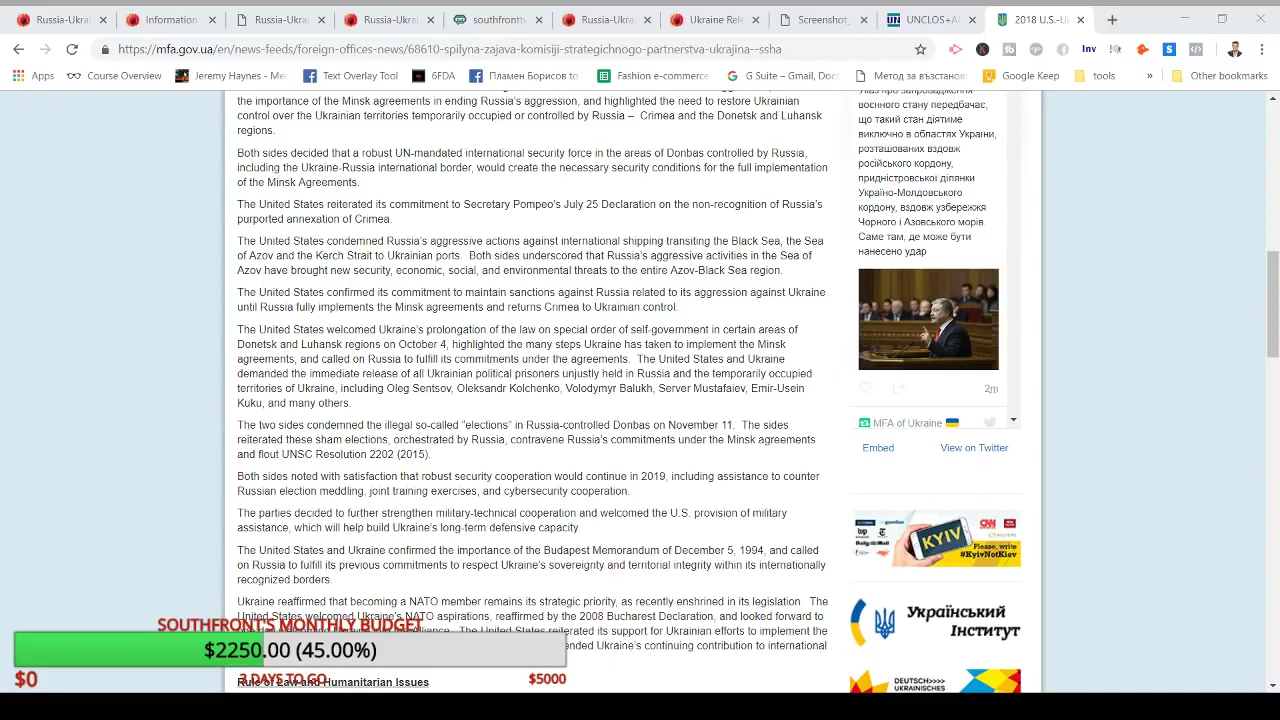 Russia-Ukra
Information
Russia-Ukra
Russia-Ukrai
southfront
Russia-Ukra
Ukraine Rele
Screenshot_
UNCLOS+A
2018 U.S.-U
https://mfa.gov.ua/en/news-feeds/foreign-offices-news/68610-spilyna-zajava-komisiji-strategichnogo-partnerstva-ukrajina--ssha
Apps
Course Overview
Jeremy Haynes - Me
Text Overlay Tool
6FDA
Пламен Борисов to
Fashion e-commerce
G Suite – Gmail, Doc
Метод за възстанов
Google Keep
tools
»
Other bookmarks
the importance of the Minsk agreements in ending Russia's aggression, and highlighted the need to restore Ukrainian
control over the Ukrainian territories temporarily occupied or controlled by Russia – Crimea and the Donetsk and Luhansk
regions.
Both sides decided that a robust UN-mandated international security force in the areas of Donbas controlled by Russia,
including the Ukraine-Russia international border, would create the necessary security conditions for the full implementation
of the Minsk Agreements.
The United States reiterated its commitment to Secretary Pompeo's July 25 Declaration on the non-recognition of Russia's
purported annexation of Crimea.
The United States condemned Russia's aggressive actions against international shipping transiting the Black Sea, the Sea
of Azov and the Kerch Strait to Ukrainian ports. Both sides underscored that Russia's aggressive activities in the Sea of
Azov have brought new security, economic, social, and environmental threats to the entire Azov-Black Sea region.
The United States confirmed its commitment to maintain sanctions against Russia related to its aggression against Ukraine
until Russia fully implements the Minsk agreements and returns Crimea to Ukrainian control.
The United States welcomed Ukraine's prolongation of the law on special order of self-government in certain areas of
Donetsk and Luhansk regions on October 4, highlighted the many steps Ukraine has taken to implement the Minsk
agreements, and called on Russia to fulfill its commitments under the agreements. The United States and Ukraine
demanded the immediate release of all Ukrainian political prisoners unjustly held in Russia and the temporarily occupied
territories of Ukraine, including Oleg Sentsov, Oleksandr Kolchenko, Volodymyr Balukh, Server Mustafaiev, Emir-Usein
Kuku, and many others.
The two sides condemned the illegal so-called "elections" in Russia-controlled Donbas on November 11. The sides
reiterated these sham elections, orchestrated by Russia, contravene Russia's commitments under the Minsk agreements
and flout UNSC Resolution 2202 (2015).
Both sides noted with satisfaction that robust security cooperation would continue in 2019, including assistance to counter
Russian election meddling, joint training exercises, and cybersecurity cooperation.
The parties decided to further strengthen military-technical cooperation and welcomed the U.S. provision of military
assistance, which will help build Ukraine's long-term defensive capacity.
The United States and Ukraine confirmed the importance of the Budapest Memorandum of December 5, 1994, and called
on Russia to fulfill its previous commitments to respect Ukraine's sovereignty and territorial integrity within its internationally
recognized borders.
Ukraine reaffirmed that becoming a NATO member remains its strategic priority, as recently enshrined in its legislation. The
United States welcomed Ukraine's NATO aspirations, reaffirmed by the 2008 Bucharest Declaration, and looked forward to
Alliance. The United States reiterated its support for Ukrainian efforts to implement the
ended Ukraine's continuing contribution to international
Rule of Law and Humanitarian Issues
Указ про запровадження
воєнного стану передбачає,
що такий стан діятиме
виключно в областях України,
розташованих вздовж
російського кордону,
придністровської ділянки
Україно-Молдовського
кордону, вздовж узбережжя
Чорного і Азовського морів.
Саме там, де може бути
нанесено удар
2m
MFA of Ukraine
Embed
View on Twitter
KYIV
CNN
Please, write
#KyivNotKiev
Український
Інститут
DEUTSCH>>>>
UKRAINISCHES
SOUTHFRONT'S MONTHLY BUDGET
$2250.00 (45.00%)
$0
3 DAYS TO GO
$5000